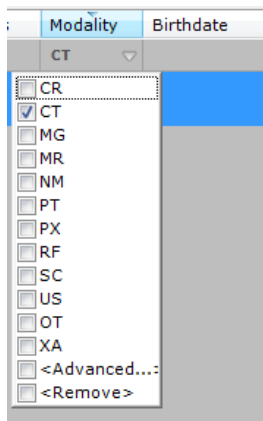 Modality Birthdate
CT
CR
CT
MG
MR
NM
PT
PX
RF
SC
US
OT
XA
<Advanced...
<Remove>